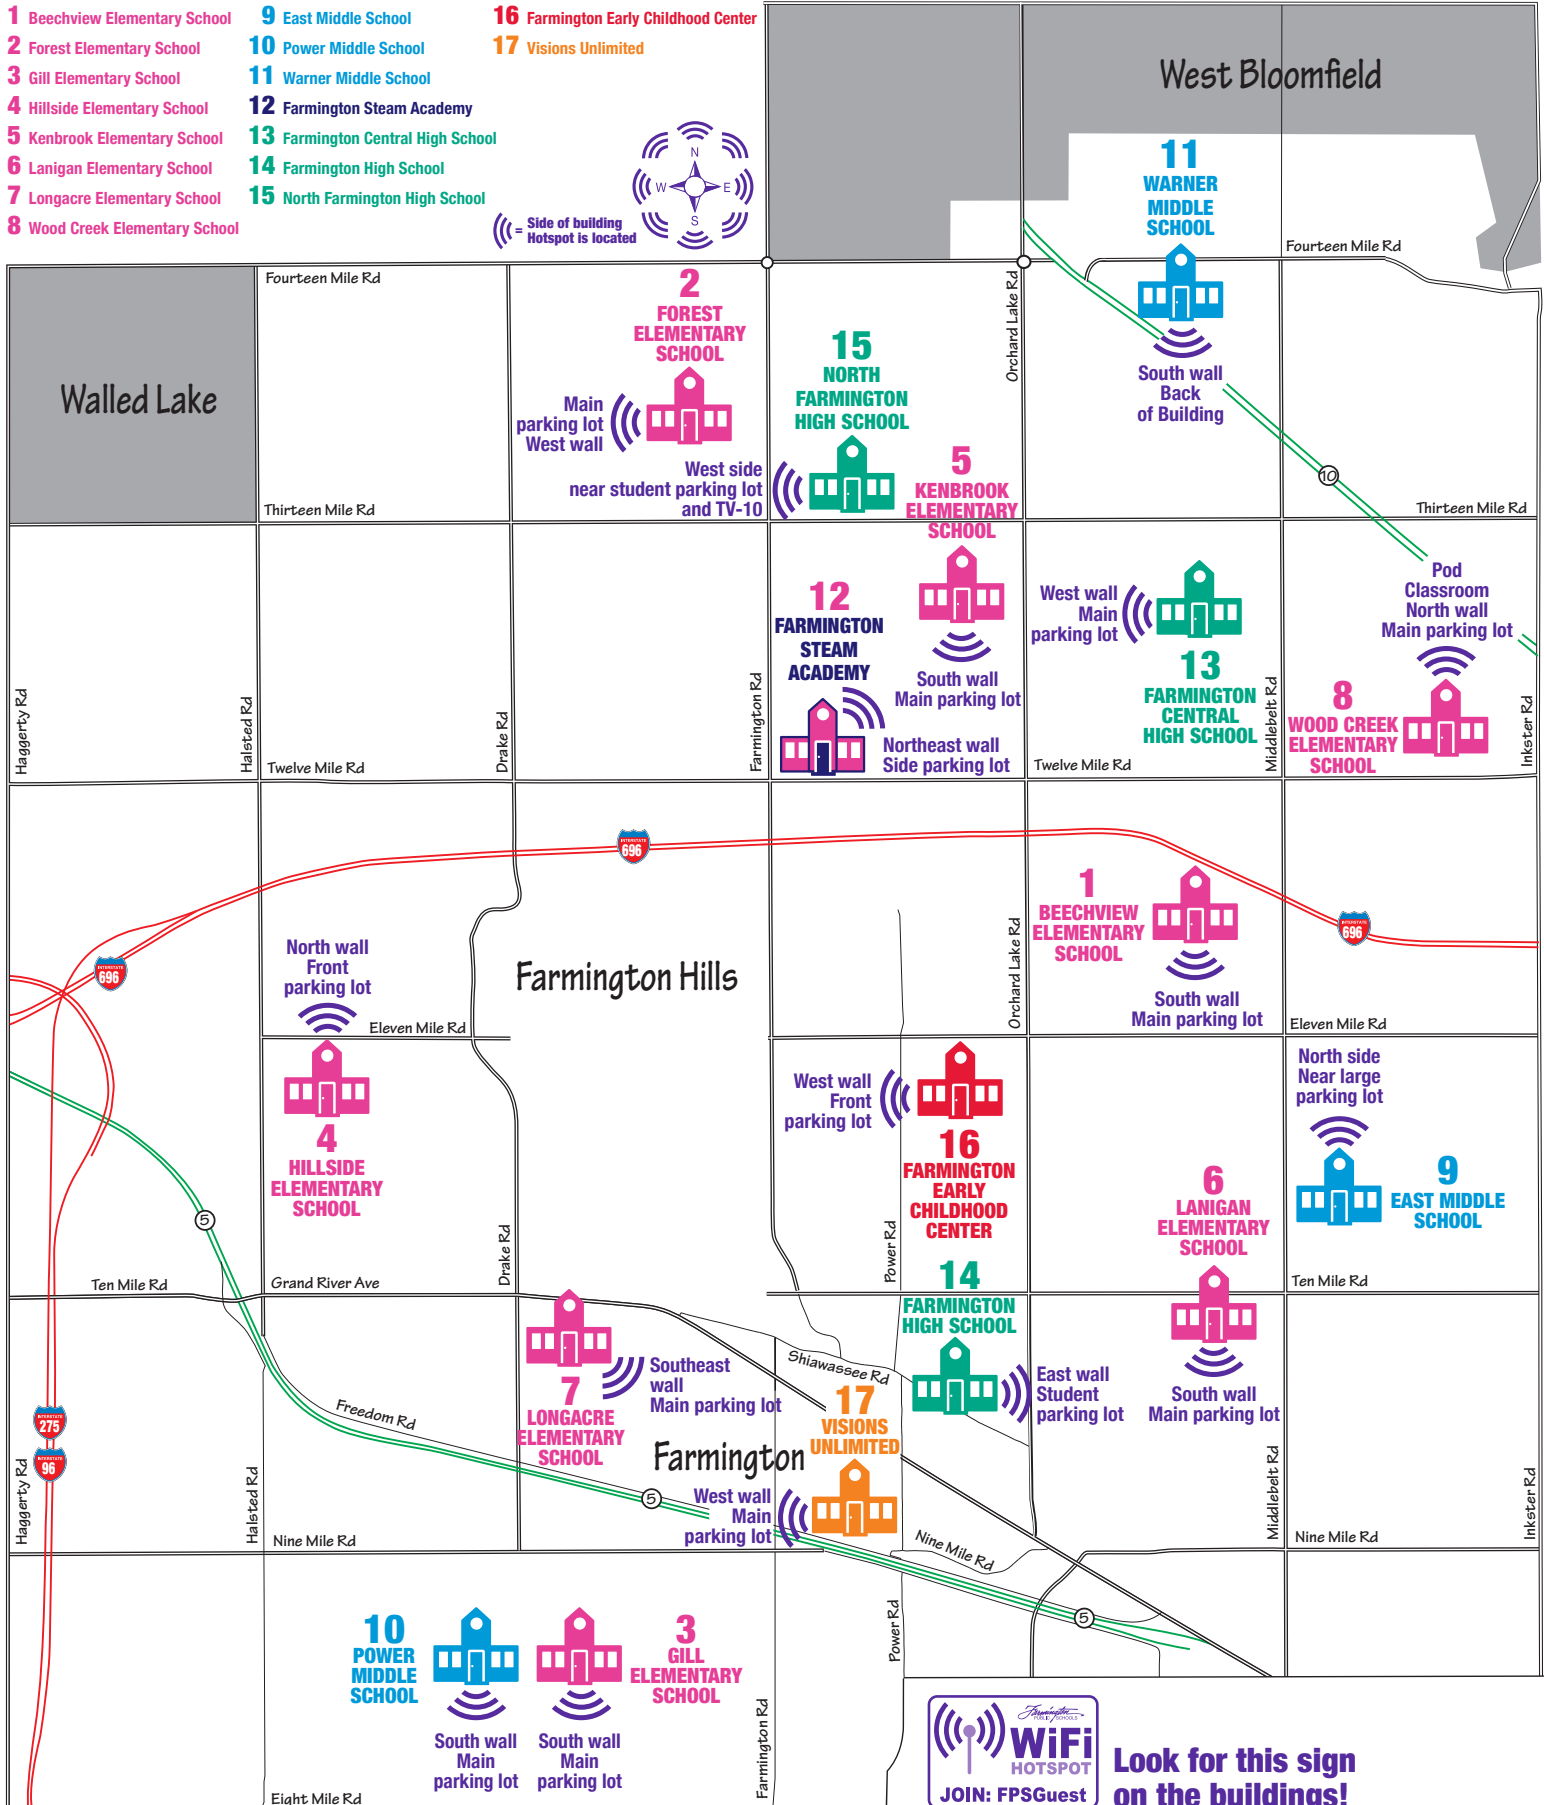 1 Beechview Elementary School
2 Forest Elementary School
3 Gill Elementary School
4 Hillside Elementary School
5 Kenbrook Elementary School
6 Lanigan Elementary School
7 Longacre Elementary School
8 Wood Creek Elementary School
9 East Middle School
10 Power Middle School
11 Warner Middle School
12 Farmington Steam Academy
13 Farmington Central High School
14 Farmington High School
15 North Farmington High School
16 Farmington Early Childhood Center
17 Visions Unlimited
N
W
E
S
= Side of building
Hotspot is located
West Bloomfield
11
WARNER
MIDDLE
SCHOOL
Fourteen Mile Rd
Fourteen Mile Rd
2
FOREST
ELEMENTARY
SCHOOL
Orchard Lake Rd
15
NORTH
FARMINGTON
HIGH SCHOOL
South wall
Back
of Building
Walled Lake
Main
parking lot
West wall
West side
near student parking lot
and TV-10
5
KENBROOK
ELEMENTARY
SCHOOL
10
Thirteen Mile Rd
Thirteen Mile Rd
12
FARMINGTON
STEAM
ACADEMY
West wall
Main
parking lot
Pod
Classroom
North wall
Main parking lot
South wall
Main parking lot
13
FARMINGTON
CENTRAL
HIGH SCHOOL
8
WOOD CREEK
ELEMENTARY
SCHOOL
Haggerty Rd
Halsted Rd
Drake Rd
Farmington Rd
Middlebelt Rd
Inkster Rd
Northeast wall
Side parking lot
Twelve Mile Rd
Twelve Mile Rd
INTERSTATE
696
1
BEECHVIEW
ELEMENTARY
SCHOOL
INTERSTATE
696
North wall
Front
parking lot
INTERSTATE
696
Farmington Hills
Orchard Lake Rd
South wall
Main parking lot
Eleven Mile Rd
Eleven Mile Rd
West wall
Front
parking lot
North side
Near large
parking lot
4
HILLSIDE
ELEMENTARY
SCHOOL
16
FARMINGTON
EARLY
CHILDHOOD
CENTER
6
LANIGAN
ELEMENTARY
SCHOOL
9
EAST MIDDLE
SCHOOL
5
Drake Rd
Power Rd
Ten Mile Rd
Grand River Ave
14
FARMINGTON
HIGH SCHOOL
Ten Mile Rd
Shiawassee Rd
Southeast
wall
Main parking lot
East wall
Student
parking lot
South wall
Main parking lot
7
LONGACRE
ELEMENTARY
SCHOOL
17
VISIONS
UNLIMITED
INTERSTATE
275
INTERSTATE
96
Freedom Rd
Farmington
5
West wall
Main
parking lot
Haggerty Rd
Halsted Rd
Middlebelt Rd
Inkster Rd
Nine Mile Rd
Nine Mile Rd
Nine Mile Rd
5
10
POWER
MIDDLE
SCHOOL
3
GILL
ELEMENTARY
SCHOOL
Power Rd
South wall
Main
parking lot
South wall
Main
parking lot
Farmington Rd
Eight Mile Rd
Farmington
PUBLIC SCHOOLS
WiFi
HOTSPOT
JOIN: FPSGuest
Look for this sign
on the buildings!